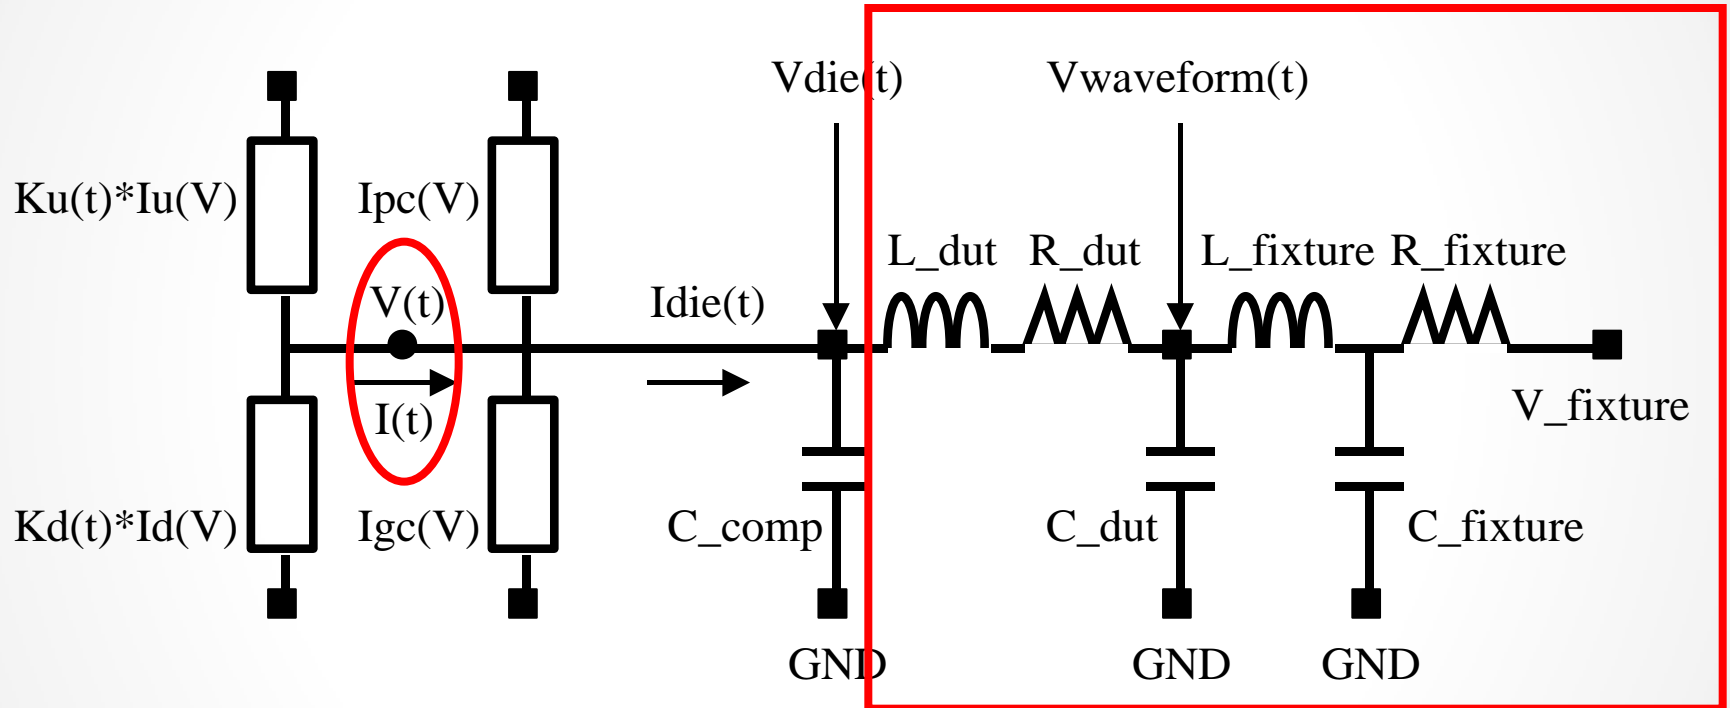 Vdie(t)
Vwaveform(t)
Ku(t)*Iu(V)
Ipc(V)
L_dut
R_dut
L_fixture
R_fixture
V(t)
Idie(t)
I(t)
V_fixture
Kd(t)*Id(V)
Igc(V)
C_comp
C_dut
C_fixture
GND
GND
GND